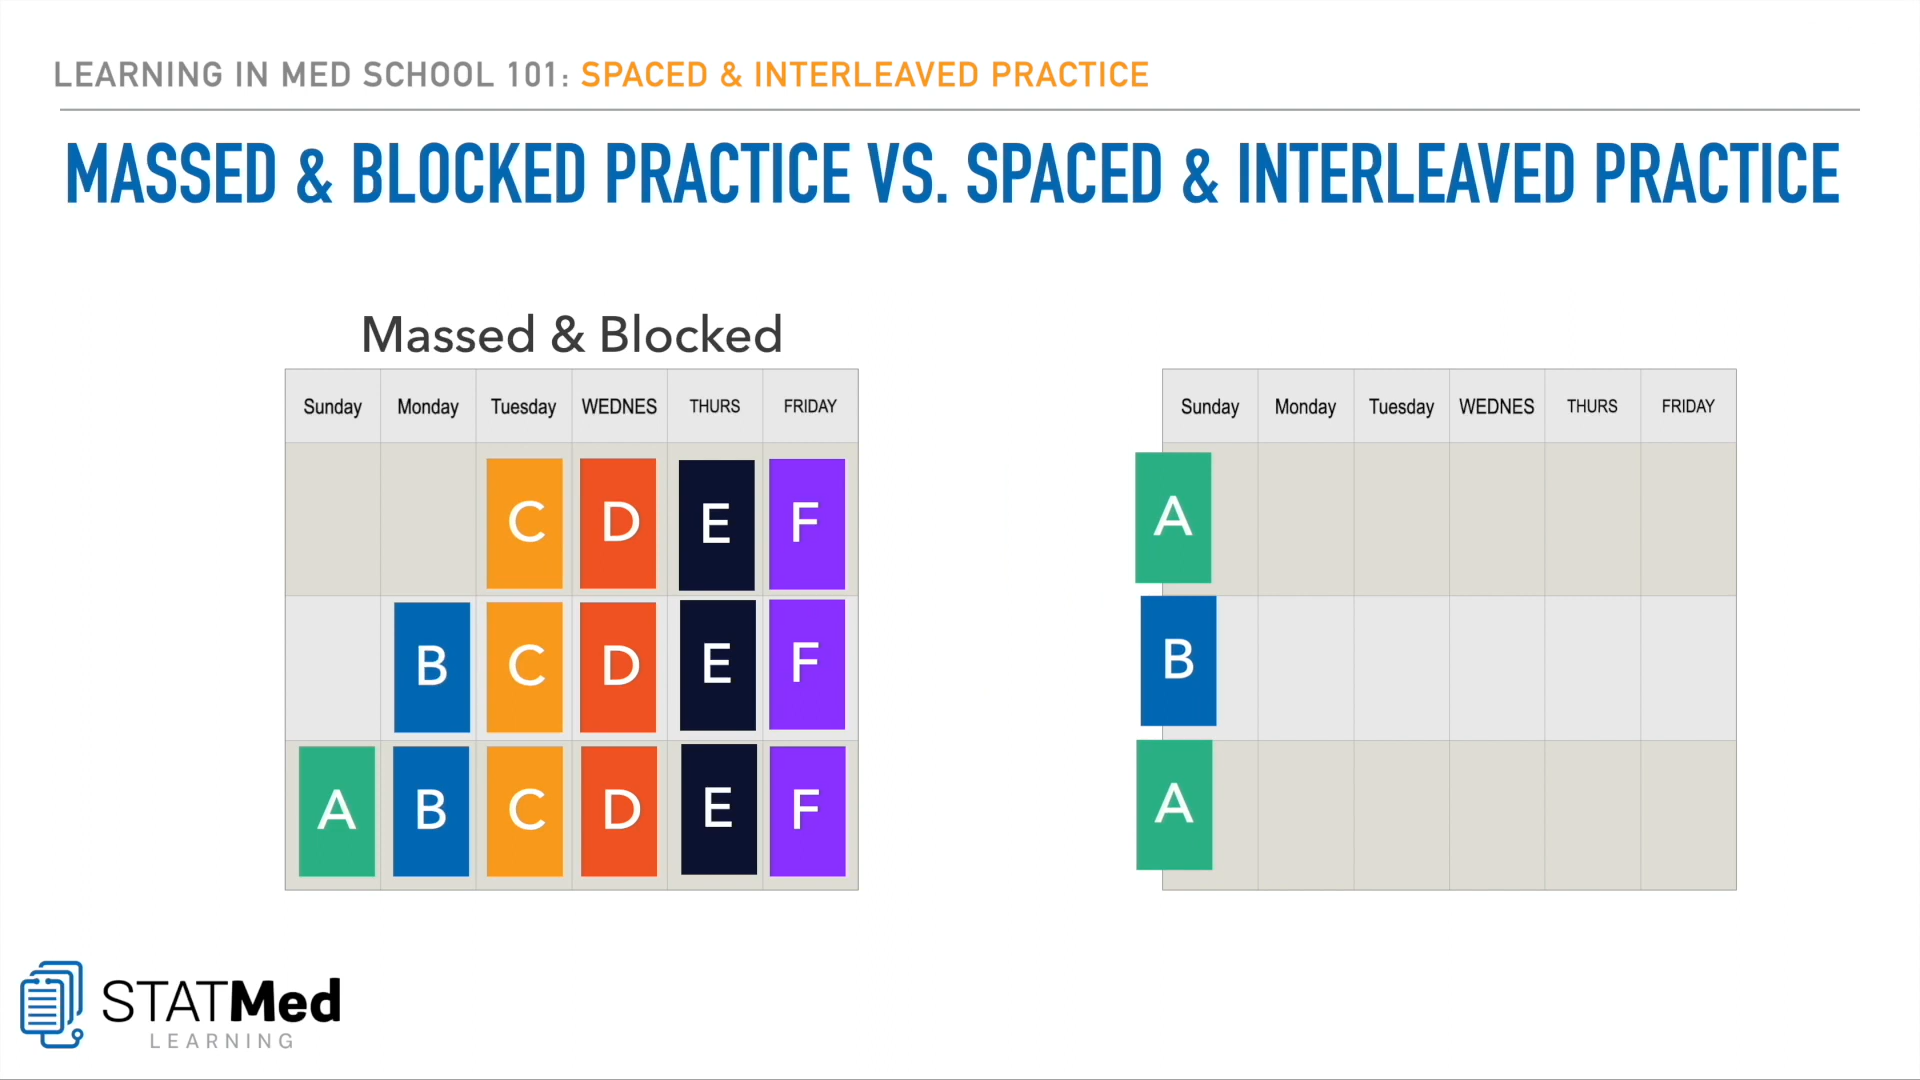 LEARNING IN MED SCHOOL 101: SPACED & INTERLEAVED PRACTICE
MASSED & BLOCKED PRACTICE VS. SPACED & INTERLEAVED PRACTICE
Massed & Blocked
Sunday Monday Tuesday WEDNES THURS FRIDAY
C D E F
B C D E F
A B C D E F
Sunday Monday Tuesday WEDNES THURS FRIDAY
A
B
A
STATMed
LEARNING